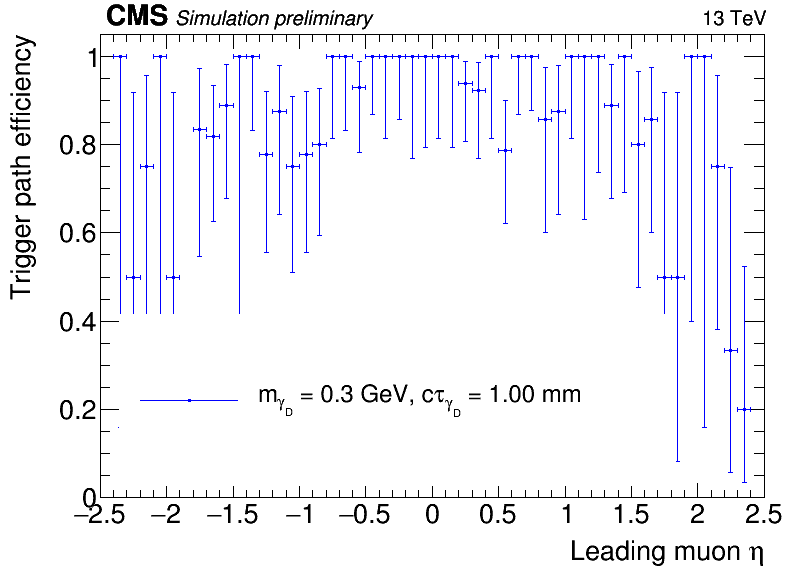 CMS Simulation preliminary 13 TeV
Trigger path efficiency
1
0.8
0.6
0.4
0.2
0
m_γ_D = 0.3 GeV, cτ_γ_D = 1.00 mm
−2.5 −2 −1.5 −1 −0.5 0 0.5 1 1.5 2 2.5
Leading muon η